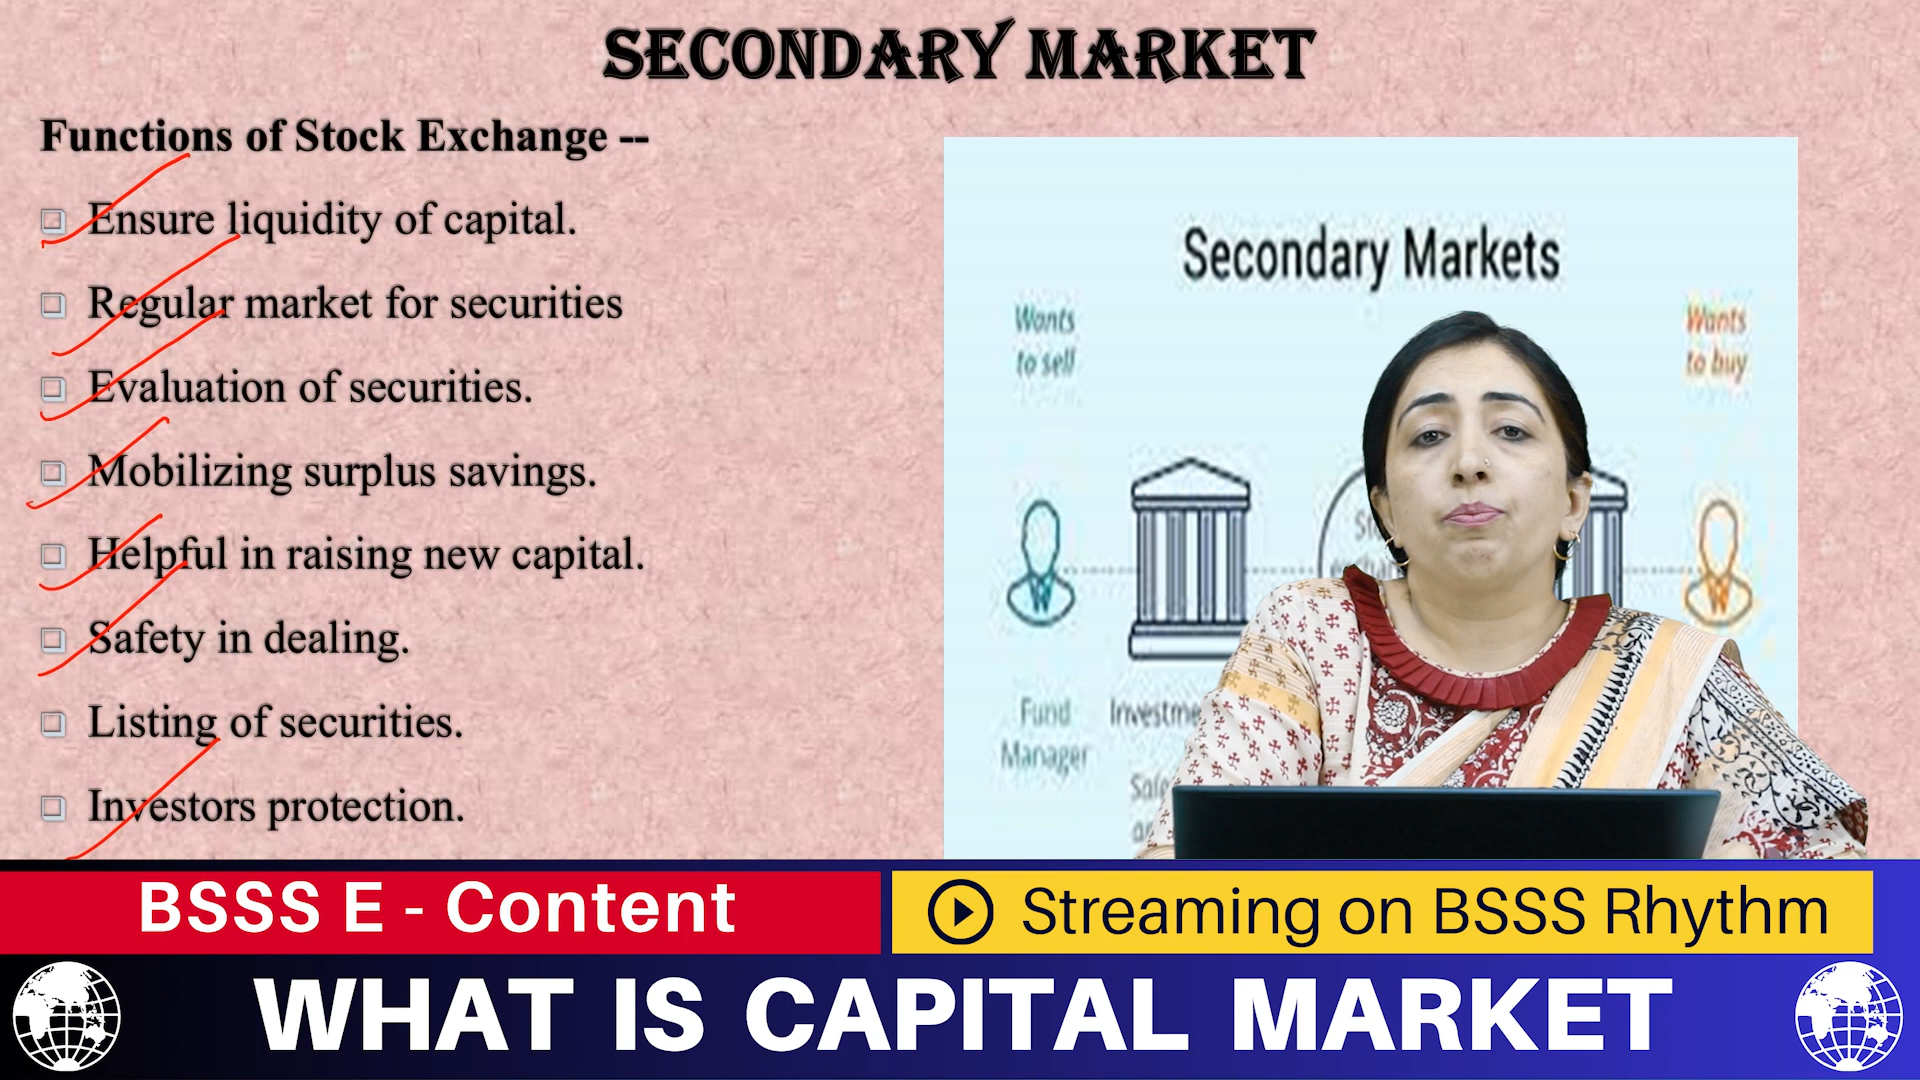 SECONDARY MARKET
Functions of Stock Exchange --
Ensure liquidity of capital.
Regular market for securities
Evaluation of securities.
Mobilizing surplus savings.
Helpful in raising new capital.
Safety in dealing.
Listing of securities.
Investors protection.
Secondary Markets
Wants
to sell
Wants
to buy
Fund
Manager
BSSS E - Content
Streaming on BSSS Rhythm
WHAT IS CAPITAL MARKET